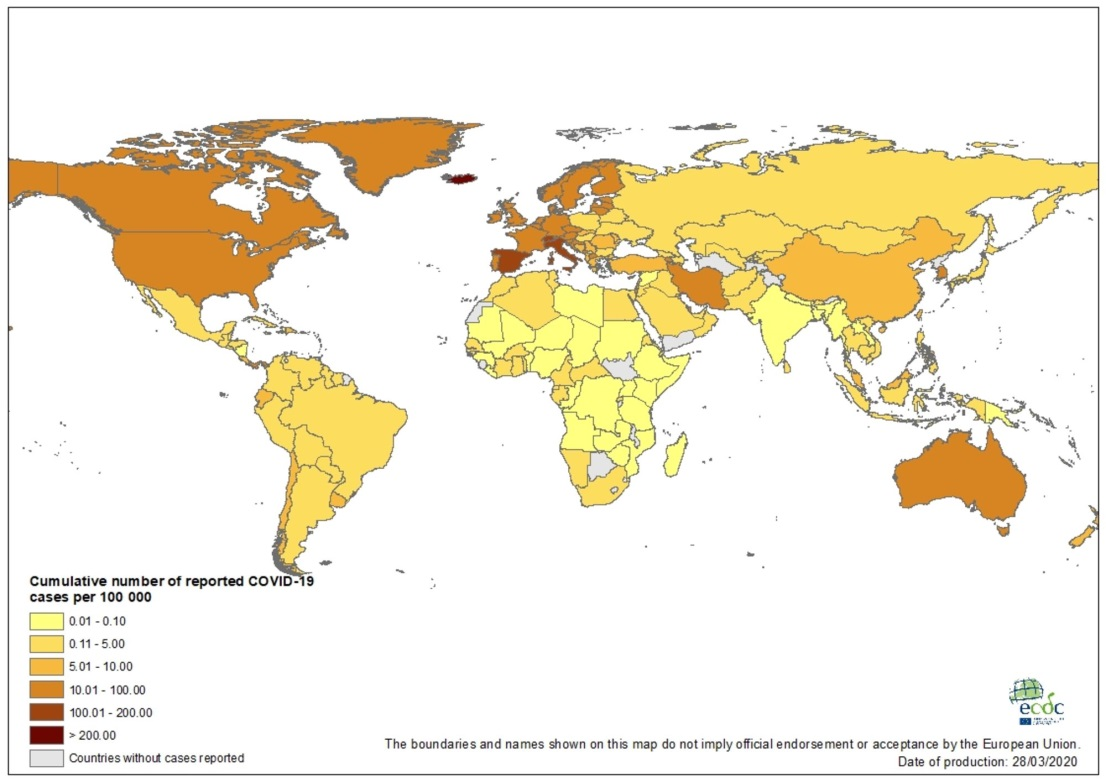 Cumulative number of reported COVID-19
cases per 100 000
0.01 - 0.10
0.11 - 5.00
5.01 - 10.00
10.01 - 100.00
100.01 - 200.00
> 200.00
Countries without cases reported
ecdc
The boundaries and names shown on this map do not imply official endorsement or acceptance by the European Union.
Date of production: 28/03/2020